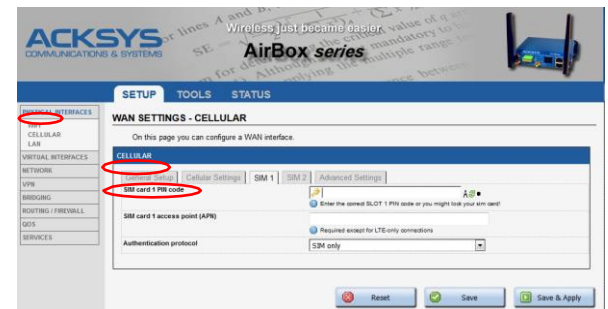 ACKSYS
COMMUNICATIONS & SYSTEMS
Wireless just became easier
AirBox series
SETUP TOOLS STATUS
PHYSICAL INTERFACES
CELLULAR
LAN
VIRTUAL INTERFACES
NETWORK
VPN
BRIDGING
ROUTING / FIREWALL
QOS
SERVICES
WAN SETTINGS - CELLULAR
On this page you can configure a WAN interface.
CELLULAR
General Setup Cellular Settings SIM 1 SIM 2 Advanced Settings
SIM card 1 PIN code
Enter the correct SLOT 1 PIN code or you might lock your sim card!
SIM card 1 access point (APN)
Required except for LTE-only connections
Authentication protocol
SIM only
Reset Save Save & Apply